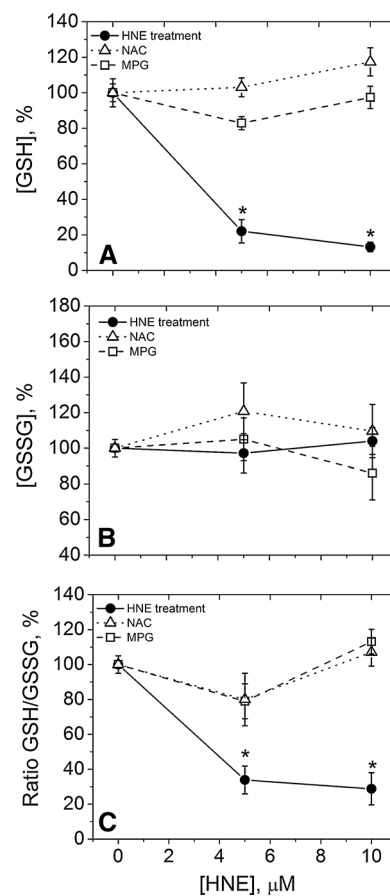 140
120
100
80
60
40
20
0
[GSH], %
HNE treatment
NAC
MPG
*
*
A
180
160
140
120
100
80
60
40
[GSSG], %
HNE treatment
NAC
MPG
B
140
120
100
80
60
40
20
0
Ratio GSH/GSSG, %
HNE treatment
NAC
MPG
*
*
C
0 2 4 6 8 10
[HNE], μM